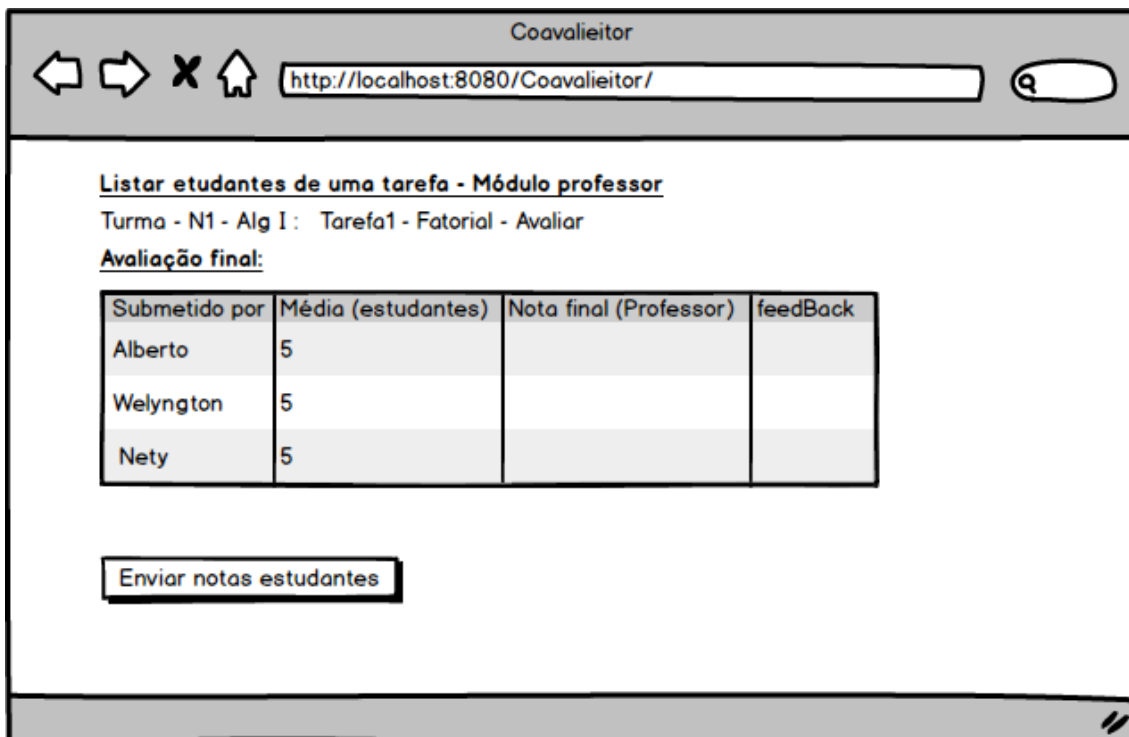 Coavalieitor
http://localhost:8080/Coavalieitor/
Listar etudantes de uma tarefa - Módulo professor
Turma - N1 - Alg I : Tarefa1 - Fatorial - Avaliar
Avaliação final:
Submetido por Média (estudantes) Nota final (Professor) feedBack
Alberto 5
Welyngton 5
Nety 5
Enviar notas estudantes